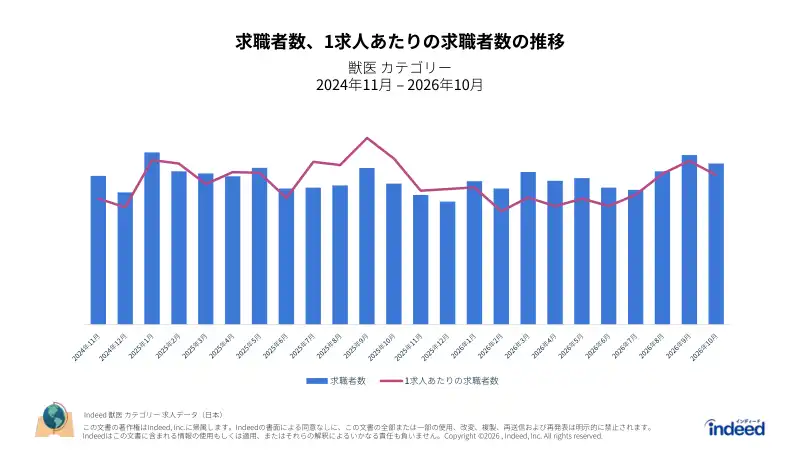 求職者数、1求人あたりの求職者数の推移
獣医 カテゴリー
2024年11月 – 2026年10月
2024年11月
2024年12月
2025年1月
2025年2月
2025年3月
2025年4月
2025年5月
2025年6月
2025年7月
2025年8月
2025年9月
2025年10月
2025年11月
2025年12月
2026年1月
2026年2月
2026年3月
2026年4月
2026年5月
2026年6月
2026年7月
2026年8月
2026年9月
2026年10月
求職者数
1求人あたりの求職者数
Indeed 獣医 カテゴリー 求人データ（日本）
この文書の著作権はIndeed, Inc.に帰属します。Indeedの書面による同意なしに、この文書の全部または一部の使用、改変、複製、再送信および再発表は明示的に禁止されます。
Indeedはこの文書に含まれる情報の使用もしくは適用、またはそれらの解釈によるいかなる責任も負いません。Copyright ©2026 , Indeed, Inc. All rights reserved.
インディード
indeed